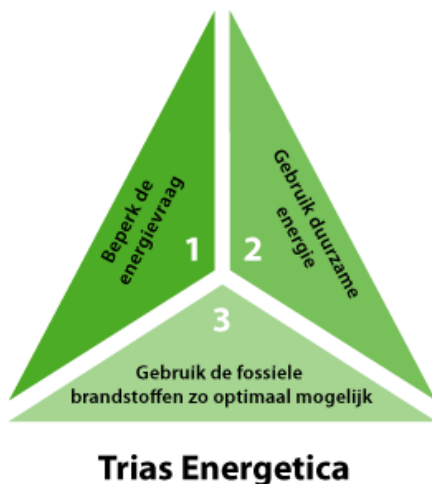 Beperk de
energievraag
1
2
Gebruik duurzame
energie
3
Gebruik de fossiele
brandstoffen zo optimaal mogelijk
Trias Energetica